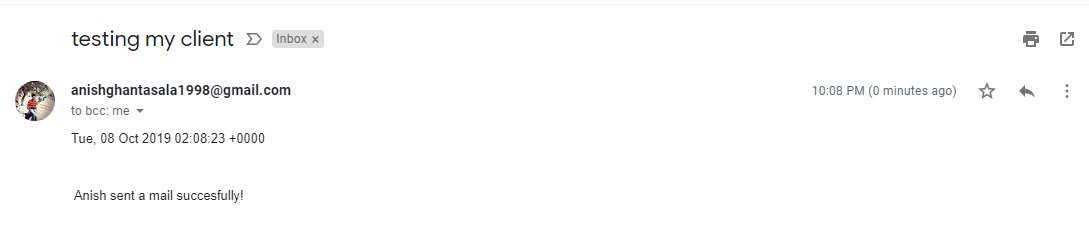 testing my client Inbox ×
anishghantasala1998@gmail.com 10:08 PM (0 minutes ago)
to bcc: me
Tue, 08 Oct 2019 02:08:23 +0000
Anish sent a mail succesfully!